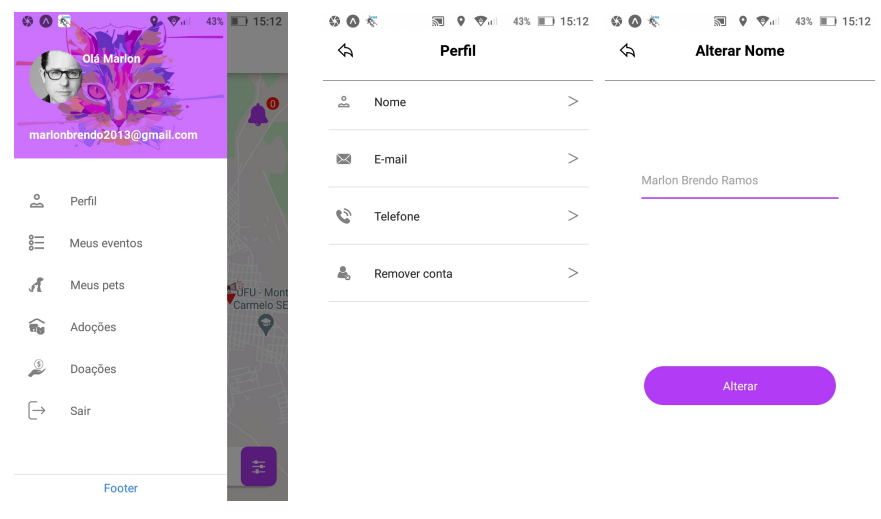 43% 15:12
Olá Marlon
0
marlonbrendo2013@gmail.com
Perfil
Meus eventos
Meus pets
Adoções
Doações
Sair
UFU - Mont
Carmelo SE
Footer
43% 15:12
Perfil
Nome >
E-mail >
Telefone >
Remover conta >
43% 15:12
Alterar Nome
Marlon Brendo Ramos
Alterar